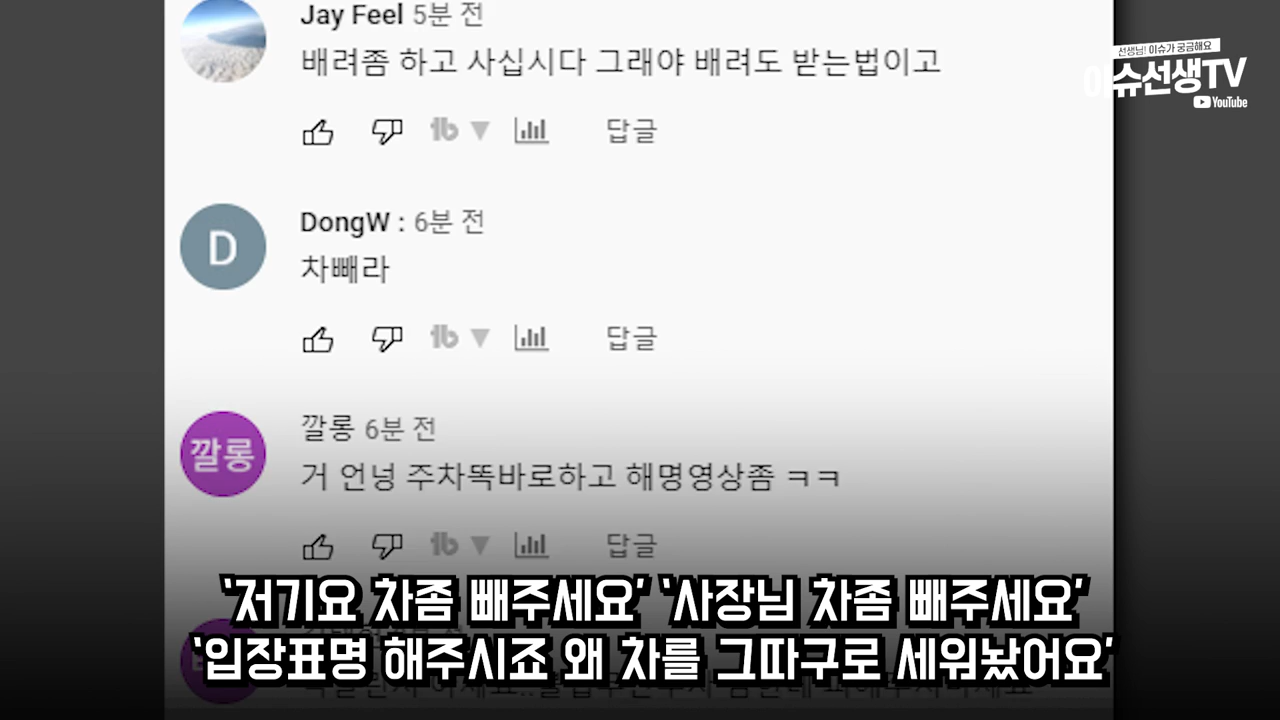 Jay Feel 5분 전
배려좀 하고 사십시다 그래야 배려도 받는법이고
답글
선생님! 이슈가 궁금해요
이슈선생TV
YouTube
D
DongW : 6분 전
차빼라
답글
깔롱
깔롱 6분 전
거 언넝 주차똑바로하고 해명영상좀 ㅋㅋ
답글
‘저기요 차좀 빼주세요’ ‘사장님 차좀 빼주세요’
‘입장표명 해주시죠 왜 차를 그따구로 세워놨어요’